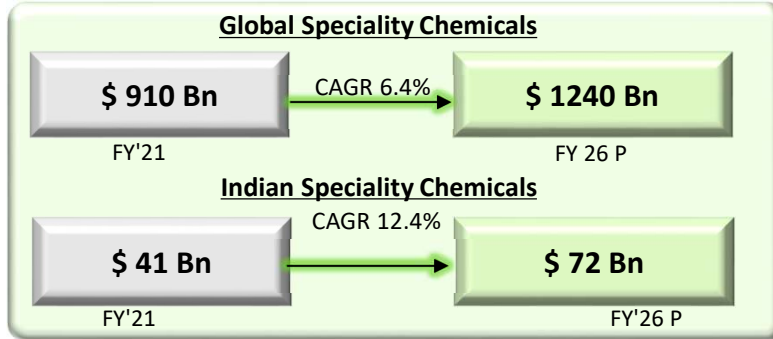 Global Speciality Chemicals
$ 910 Bn
CAGR 6.4%
$ 1240 Bn
FY'21
FY 26 P
Indian Speciality Chemicals
CAGR 12.4%
$ 41 Bn
$ 72 Bn
FY'21
FY'26 P